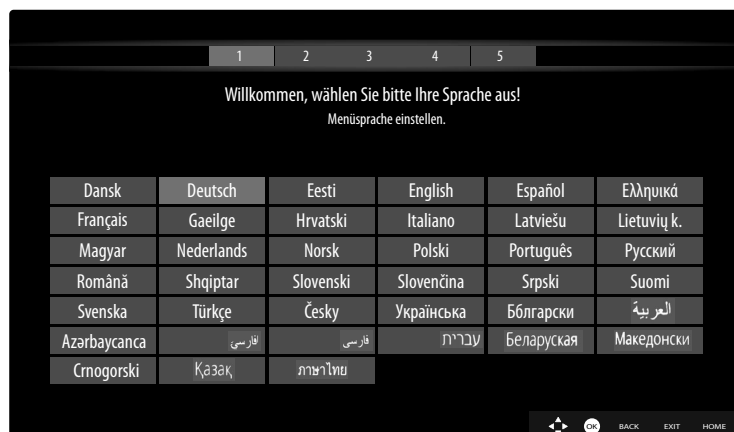 1 2 3 4 5
Willkommen, wählen Sie bitte Ihre Sprache aus!
Menüsprache einstellen.
Dansk Deutsch Eesti English Español Ελληυικά
Français Gaeilge Hrvatski Italiano Latviešu Lietuvių k.
Magyar Nederlands Norsk Polski Português Русский
Română Shqiptar Slovenski Slovenčina Srpski Suomi
Svenska Türkçe Česky Українська Бблгарски العربية
Azərbaycanca فارسی עברית Беларуская Македонски
Crnogorski Қазақ ภาษาไทย
OK BACK EXIT HOME